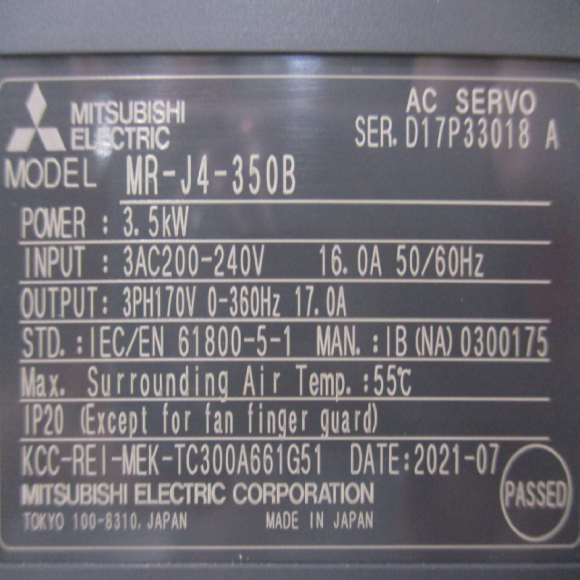 MITSUBISHI
ELECTRIC
AC SERVO
SER. D17P33018 A
MODEL MR-J4-350B
POWER : 3.5kW
INPUT : 3AC200-240V 16.0A 50/60Hz
OUTPUT: 3PH170V 0-360Hz 17.0A
STD. : IEC/EN 61800-5-1 MAN. : IB(NA)0300175
Max. Surrounding Air Temp. :55℃
IP20 (Except for fan finger guard)
KCC-REI-MEK-TC300A661G51 DATE:2021-07
MITSUBISHI ELECTRIC CORPORATION
TOKYO 100-8310, JAPAN MADE IN JAPAN
PASSED